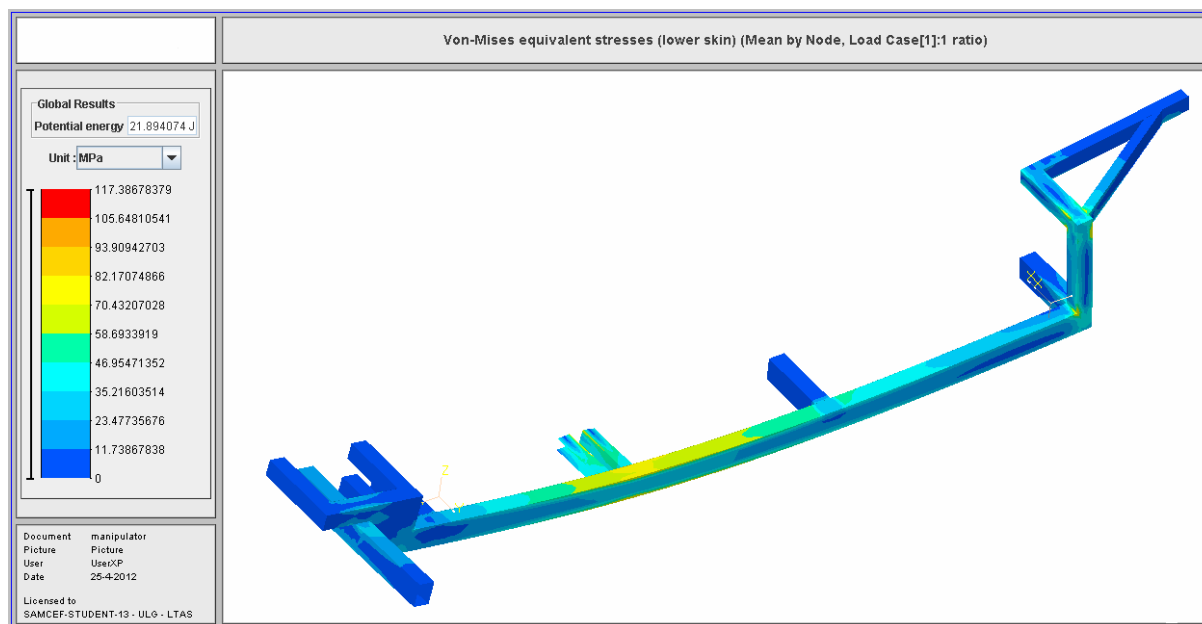 Von-Mises equivalent stresses (lower skin) (Mean by Node, Load Case[1]:1 ratio)
Global Results
Potential energy 21.894074 J
Unit : MPa
117.38678379
105.64810541
93.90942703
82.17074866
70.43207028
58.6933919
46.95471352
35.21603514
23.47735676
11.73867838
0
Z
Document manipulator
Picture Picture
User UserXP
Date 25-4-2012
Licensed to
SAMCEF-STUDENT-13 - ULG - LTAS